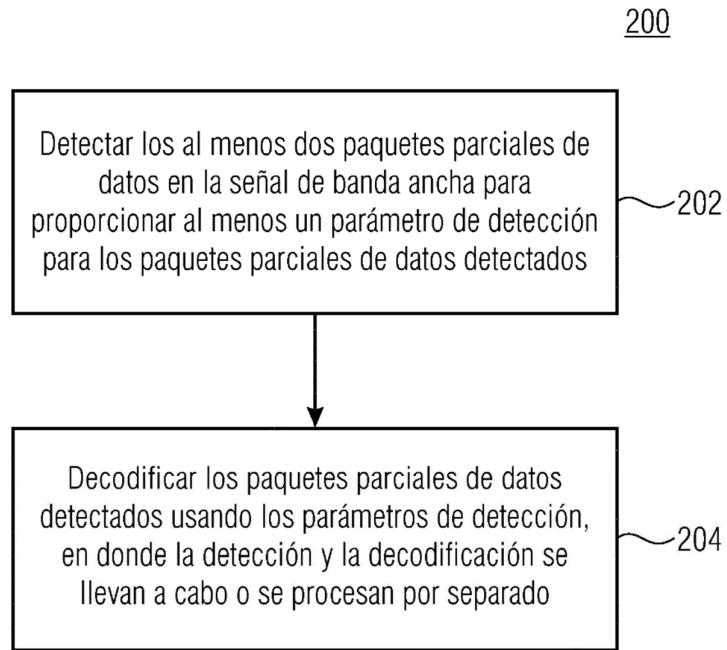 200
Detectar los al menos dos paquetes parciales de
datos en la señal de banda ancha para
proporcionar al menos un parámetro de detección
para los paquetes parciales de datos detectados
202
Decodificar los paquetes parciales de datos
detectados usando los parámetros de detección,
en donde la detección y la decodificación se
llevan a cabo o se procesan por separado
204